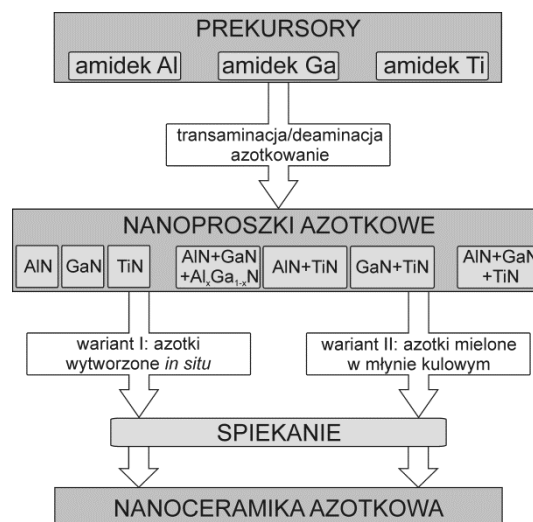 PREKURSORY
amidek Al amidek Ga amidek Ti
transaminacja/deaminacja
azotkowanie
NANOPROSZKI AZOTKOWE
AlN GaN TiN AlN+GaN
+AlₓGa₁₋ₓN AlN+TiN GaN+TiN AlN+GaN
+TiN
wariant I: azotki
wytworzone in situ
wariant II: azotki mielone
w młynie kulowym
SPIEKANIE
NANOCERAMIKA AZOTKOWA